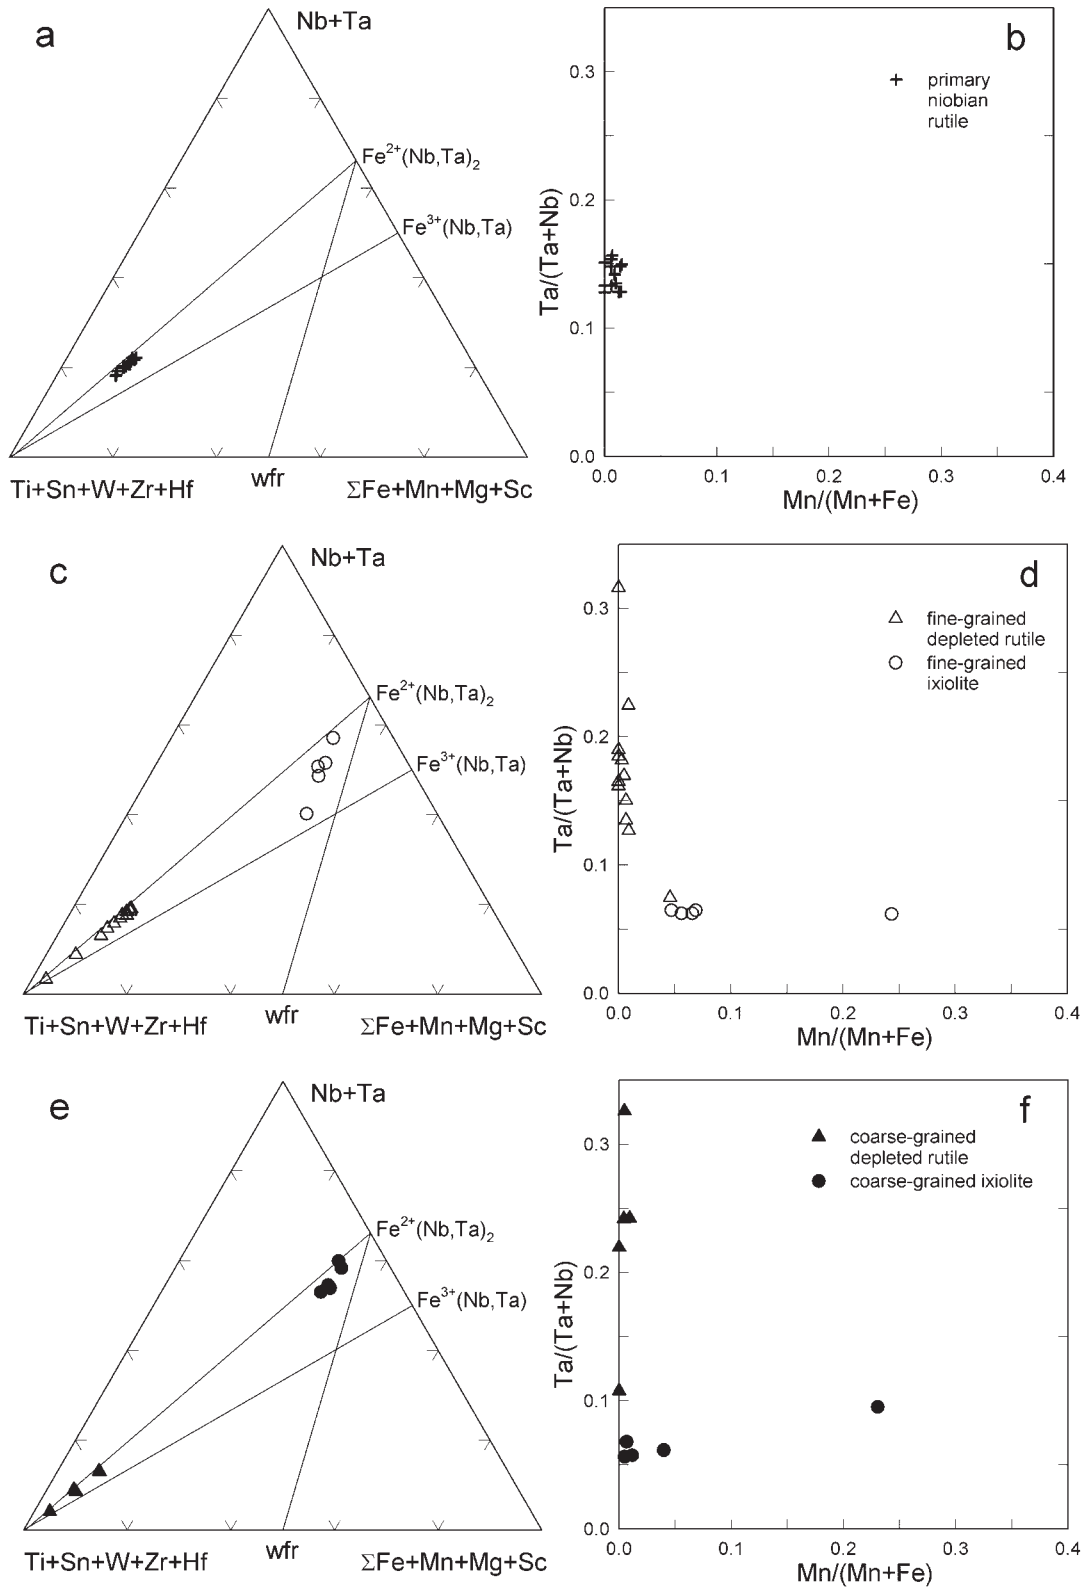 a
Nb+Ta
Fe²⁺(Nb,Ta)₂
Fe³⁺(Nb,Ta)
Ti+Sn+W+Zr+Hf
wfr
ΣFe+Mn+Mg+Sc
b
primary
niobian
rutile
Ta/(Ta+Nb)
0.3
0.2
0.1
0.0
0.0 0.1 0.2 0.3 0.4
Mn/(Mn+Fe)
c
Nb+Ta
Fe²⁺(Nb,Ta)₂
Fe³⁺(Nb,Ta)
Ti+Sn+W+Zr+Hf
wfr
ΣFe+Mn+Mg+Sc
d
fine-grained
depleted rutile
fine-grained
ixiolite
Ta/(Ta+Nb)
0.3
0.2
0.1
0.0
0.0 0.1 0.2 0.3 0.4
Mn/(Mn+Fe)
e
Nb+Ta
Fe²⁺(Nb,Ta)₂
Fe³⁺(Nb,Ta)
Ti+Sn+W+Zr+Hf
wfr
ΣFe+Mn+Mg+Sc
f
coarse-grained
depleted rutile
coarse-grained ixiolite
Ta/(Ta+Nb)
0.3
0.2
0.1
0.0
0.0 0.1 0.2 0.3 0.4
Mn/(Mn+Fe)